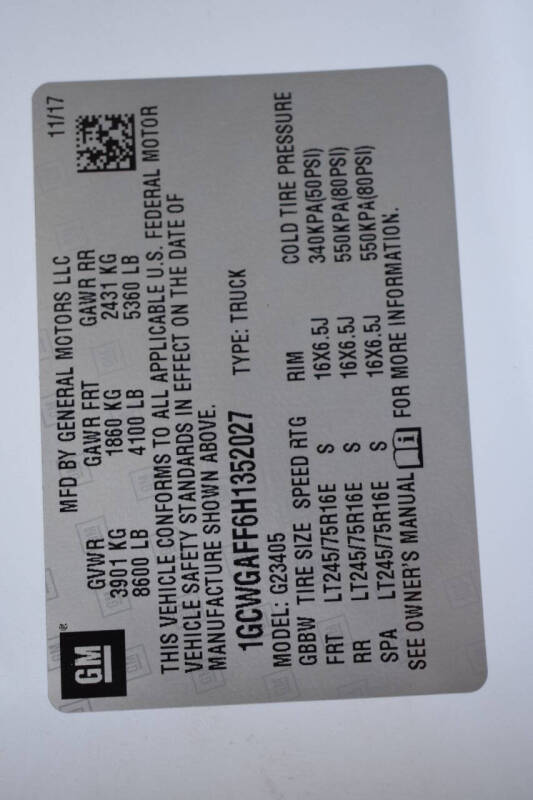 GM®
MFD BY GENERAL MOTORS LLC 11/17
GVWR GAWR FRT GAWR RR
3901 KG 1860 KG 2431 KG
8600 LB 4100 LB 5360 LB
THIS VEHICLE CONFORMS TO ALL APPLICABLE U.S. FEDERAL MOTOR
VEHICLE SAFETY STANDARDS IN EFFECT ON THE DATE OF
MANUFACTURE SHOWN ABOVE.
1GCWGAFF6H1352027 TYPE: TRUCK
MODEL: G23405
GBBW TIRE SIZE SPEED RTG RIM COLD TIRE PRESSURE
FRT LT245/75R16E S 16X6.5J 340KPA(50PSI)
RR LT245/75R16E S 16X6.5J 550KPA(80PSI)
SPA LT245/75R16E S 16X6.5J 550KPA(80PSI)
SEE OWNER'S MANUAL FOR MORE INFORMATION.